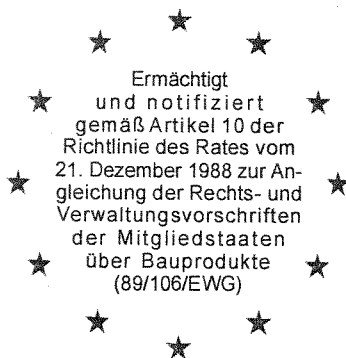 Ermächtigt
und notifiziert
gemäß Artikel 10 der
Richtlinie des Rates vom
21. Dezember 1988 zur An-
gleichung der Rechts- und
Verwaltungsvorschriften
der Mitgliedstaaten
über Bauprodukte
(89/106/EWG)